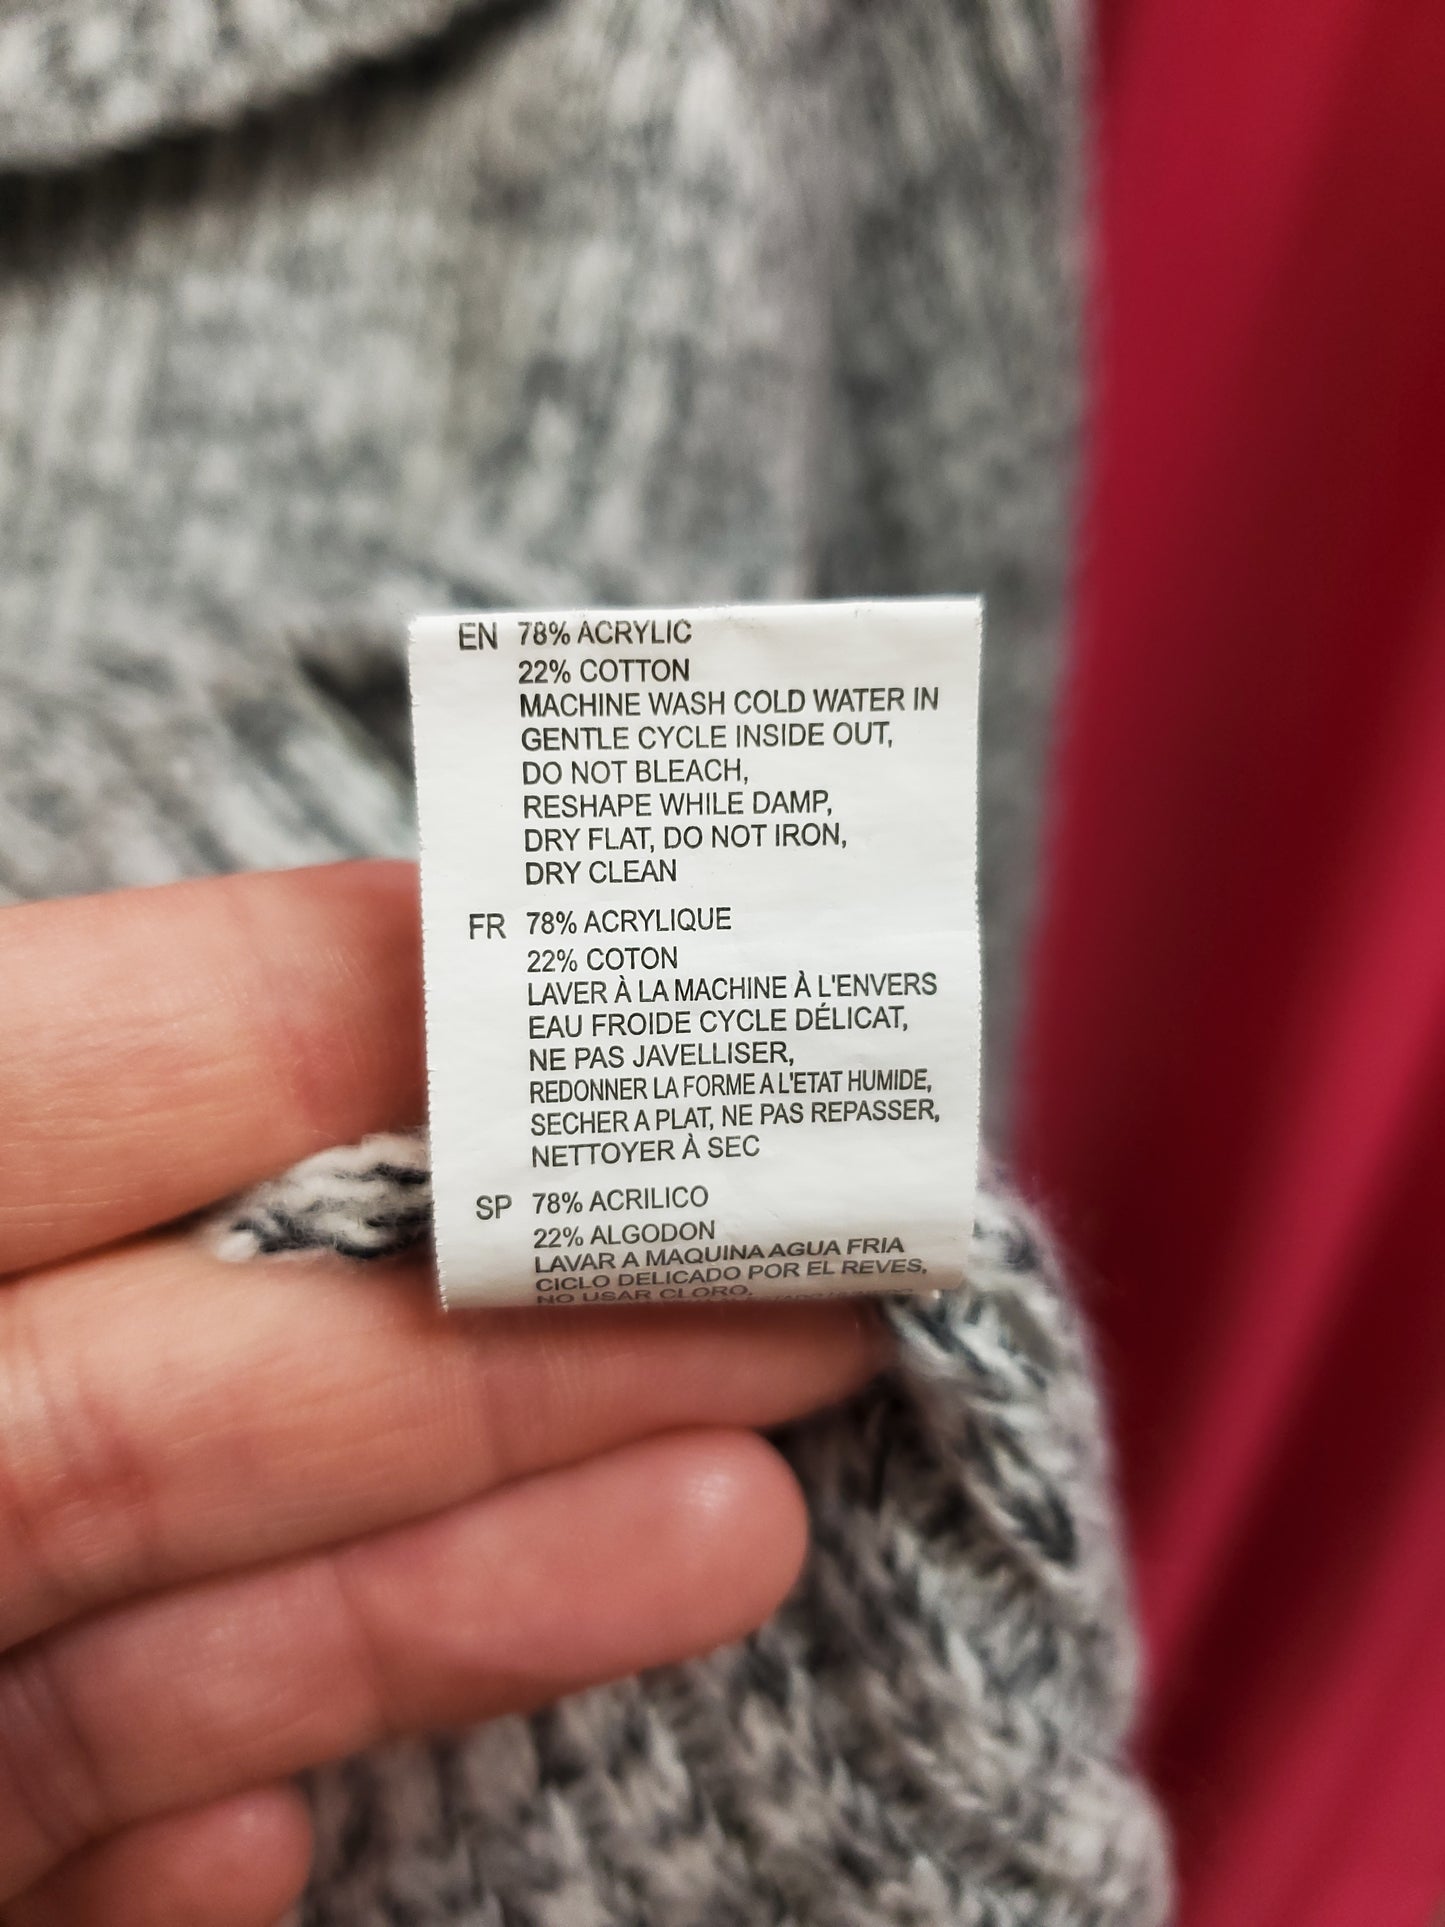 EN 78% ACRYLIC
22% COTTON
MACHINE WASH COLD WATER IN
GENTLE CYCLE INSIDE OUT,
DO NOT BLEACH,
RESHAPE WHILE DAMP,
DRY FLAT, DO NOT IRON,
DRY CLEAN
FR 78% ACRYLIQUE
22% COTON
LAVER À LA MACHINE À L'ENVERS
EAU FROIDE CYCLE DÉLICAT,
NE PAS JAVELLISER,
REDONNER LA FORME A L'ETAT HUMIDE,
SECHER A PLAT, NE PAS REPASSER,
NETTOYER À SEC
SP 78% ACRILICO
22% ALGODON
LAVAR A MAQUINA AGUA FRIA
CICLO DELICADO POR EL REVES,
NO USAR CLORO,